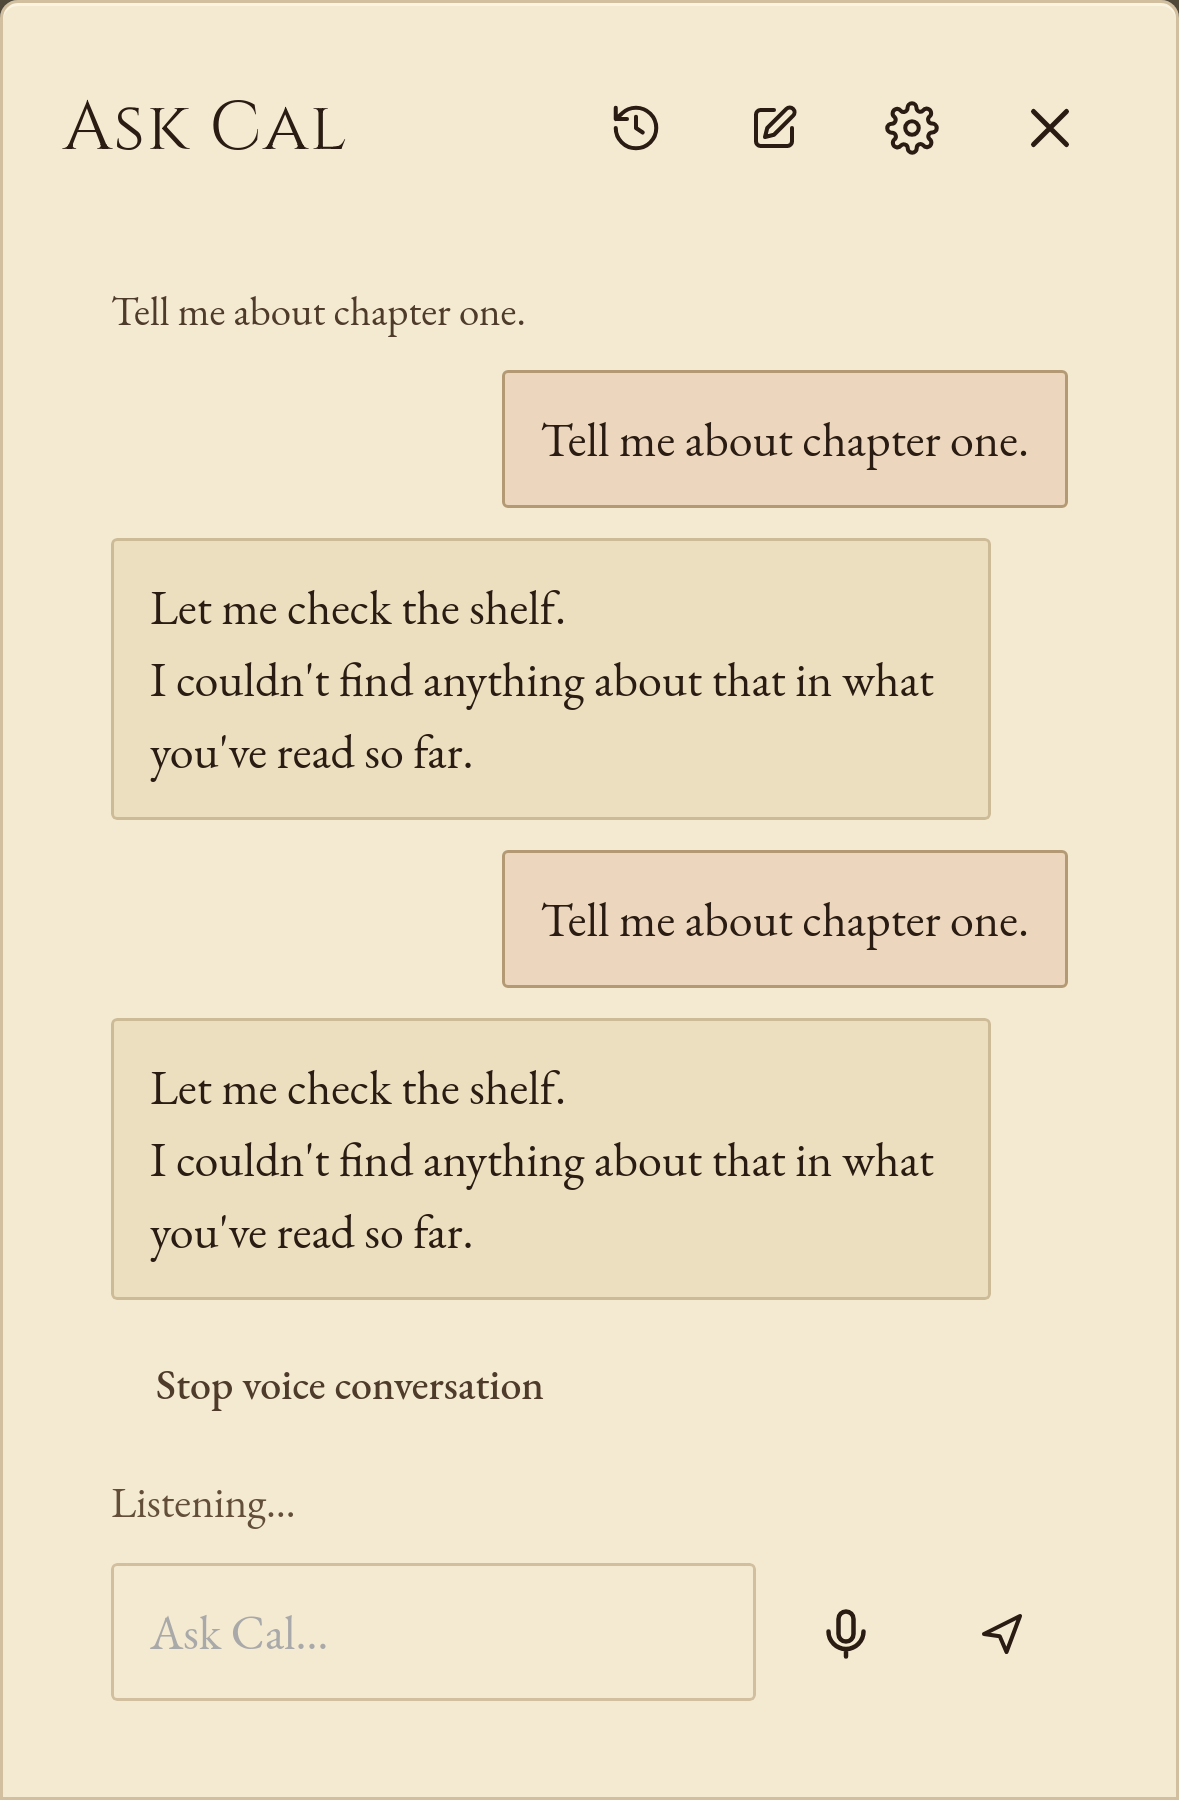 Ask Cal
Tell me about chapter one.
Tell me about chapter one.
Let me check the shelf.
I couldn't find anything about that in what
you've read so far.
Tell me about chapter one.
Let me check the shelf.
I couldn't find anything about that in what
you've read so far.
Stop voice conversation
Listening...
Ask Cal...